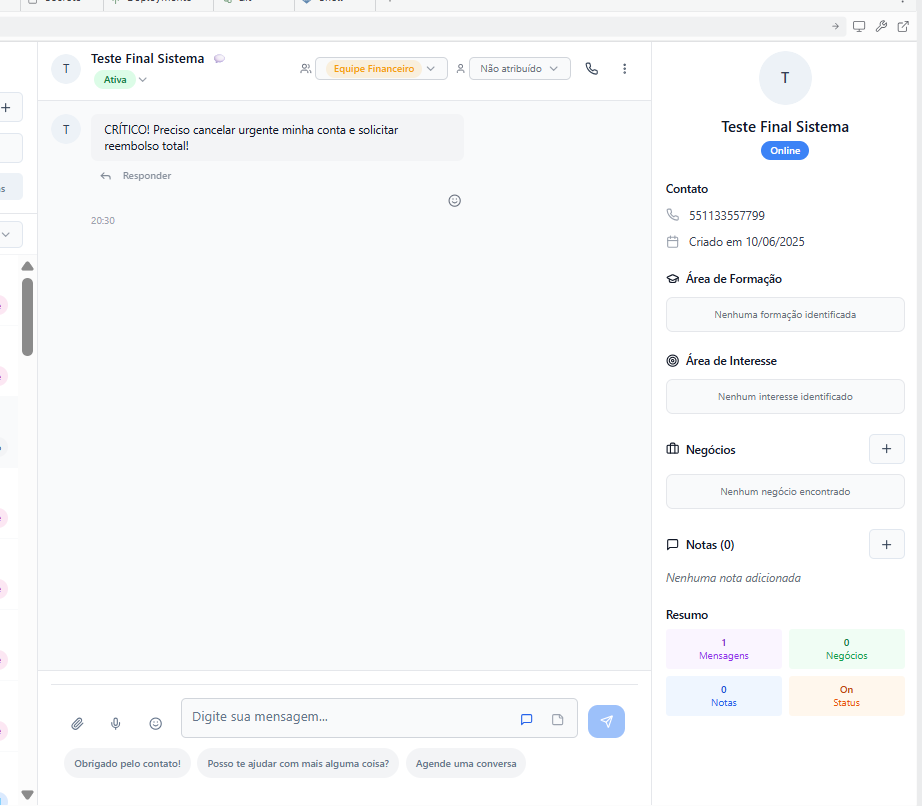 T
Teste Final Sistema
Ativa
Equipe Financeiro
Não atribuído
T
CRÍTICO! Preciso cancelar urgente minha conta e solicitar
reembolso total!
Responder
20:30
Digite sua mensagem...
Obrigado pelo contato!
Posso te ajudar com mais alguma coisa?
Agende uma conversa
T
Teste Final Sistema
Online
Contato
551133557799
Criado em 10/06/2025
Área de Formação
Nenhuma formação identificada
Área de Interesse
Nenhum interesse identificado
Negócios
Nenhum negócio encontrado
Notas (0)
Nenhuma nota adicionada
Resumo
1
Mensagens
0
Negócios
0
Notas
On
Status